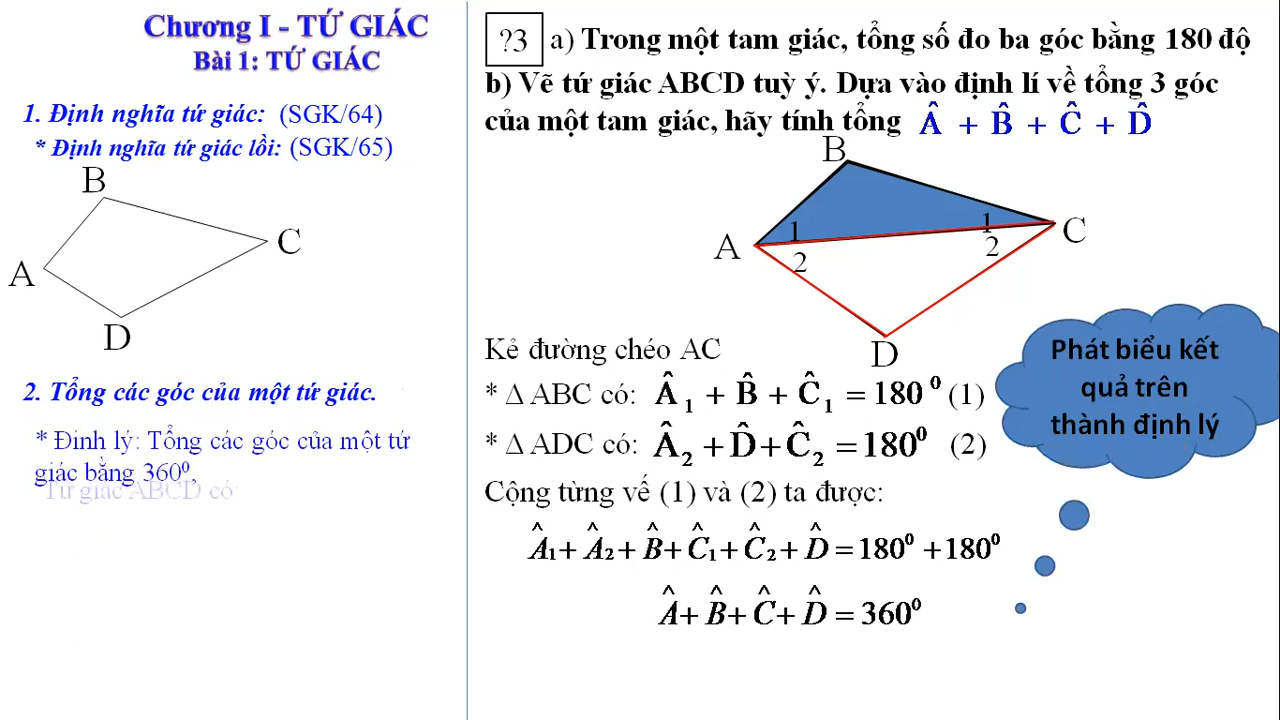 Chương I - TỨ GIÁC
Bài 1: TỨ GIÁC
1. Định nghĩa tứ giác: (SGK/64)
* Định nghĩa tứ giác lồi: (SGK/65)
B
C
A
D
2. Tổng các góc của một tứ giác.
* Đinh lý: Tổng các góc của một tứ
giác bằng 360⁰.
Tứ giác ABCD có:
?3 a) Trong một tam giác, tổng số đo ba góc bằng 180 độ
b) Vẽ tứ giác ABCD tuỳ ý. Dựa vào định lí về tổng 3 góc
của một tam giác, hãy tính tổng Â + B̂ + Ĉ + D̂
B
1
1
C
A
2
2
D
Kẻ đường chéo AC
* Δ ABC có: Â₁ + B̂ + Ĉ₁ = 180⁰ (1)
* Δ ADC có: Â₂ + D̂ + Ĉ₂ = 180⁰ (2)
Cộng từng vế (1) và (2) ta được:
Â₁ + Â₂ + B̂ + Ĉ₁ + Ĉ₂ + D̂ = 180⁰ + 180⁰
Â + B̂ + Ĉ + D̂ = 360⁰
Phát biểu kết
quả trên
thành định lý